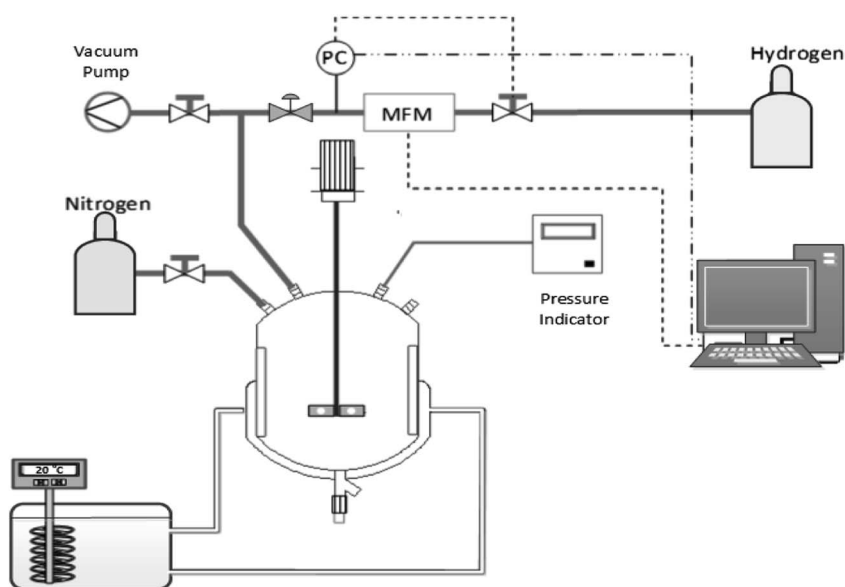 Vacuum
Pump
PC
Hydrogen
MFM
Nitrogen
Pressure
Indicator
20 °C